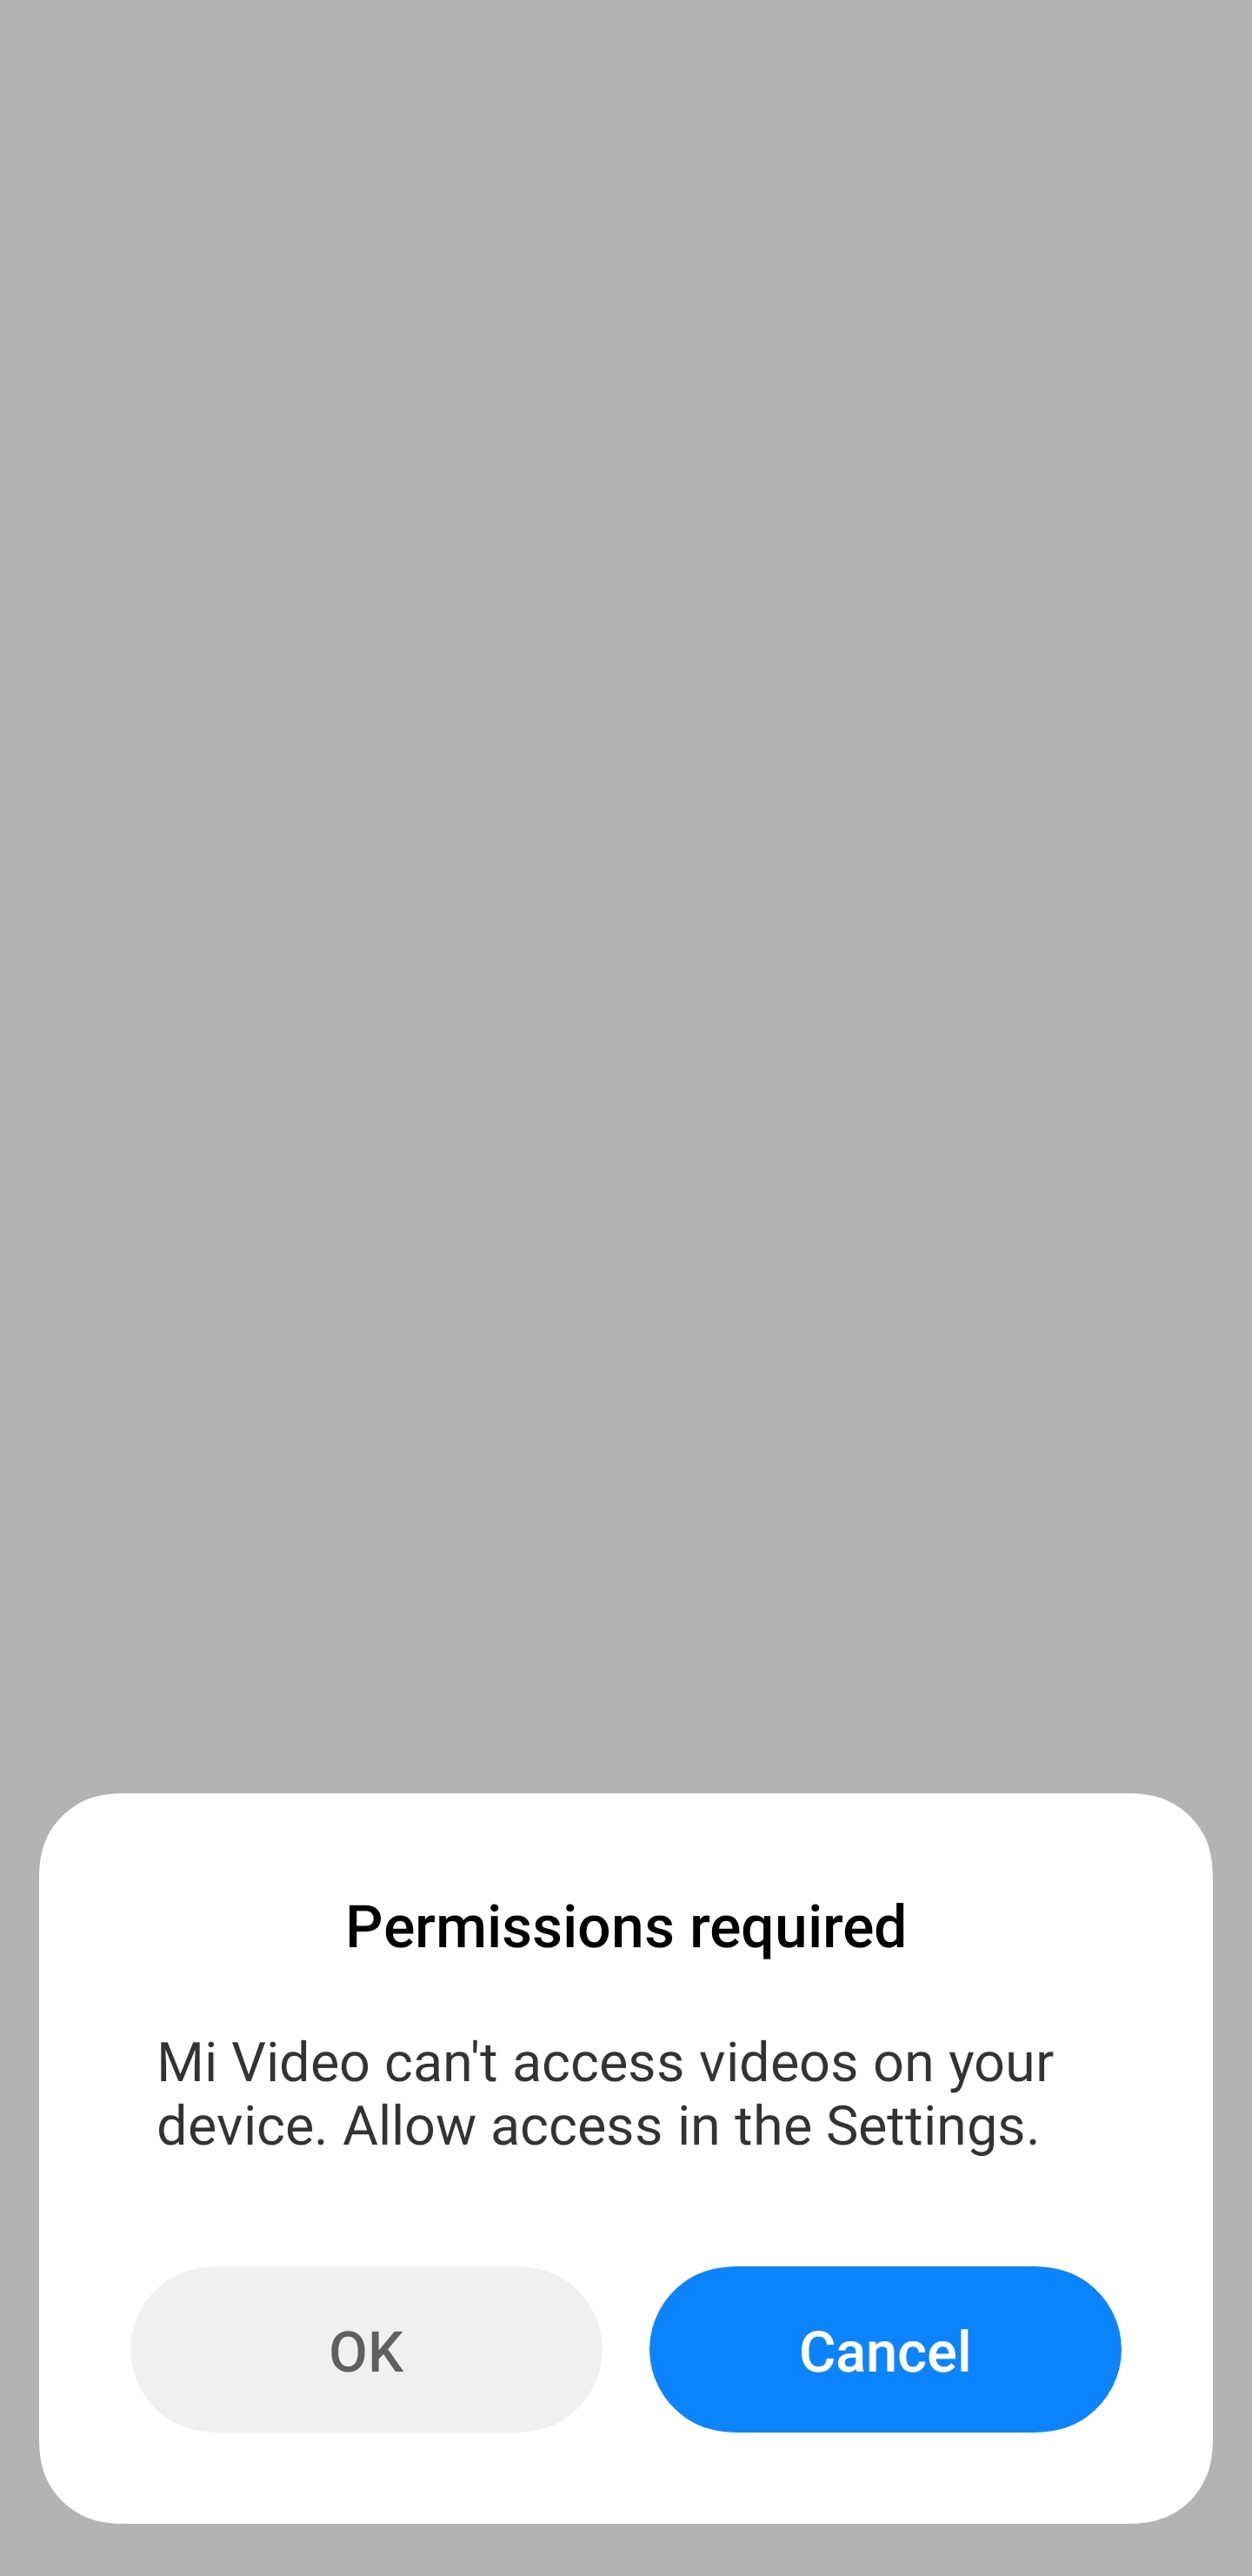 Permissions required
Mi Video can't access videos on your
device. Allow access in the Settings.
OK
Cancel